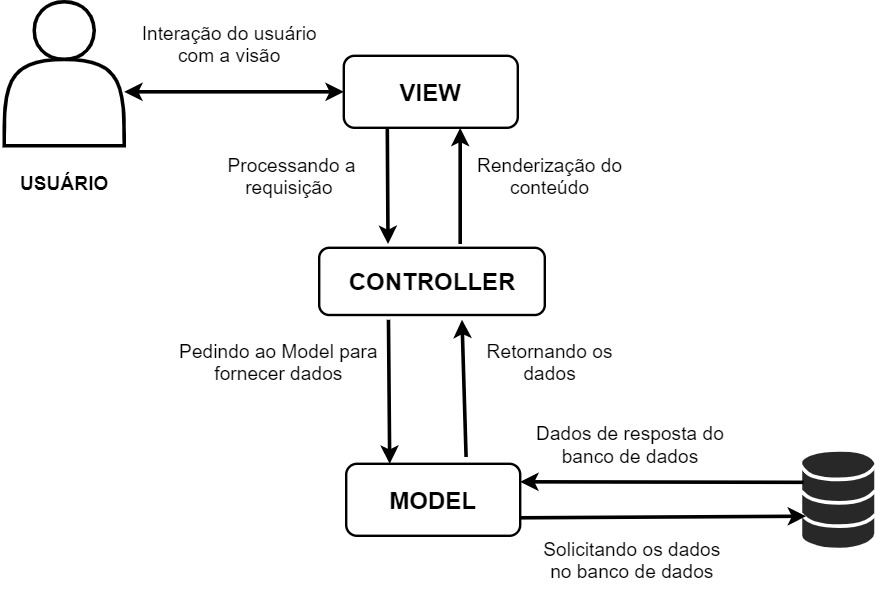 Interação do usuário
com a visão
VIEW
USUÁRIO
Processando a
requisição
Renderização do
conteúdo
CONTROLLER
Pedindo ao Model para
fornecer dados
Retornando os
dados
Dados de resposta do
banco de dados
MODEL
Solicitando os dados
no banco de dados